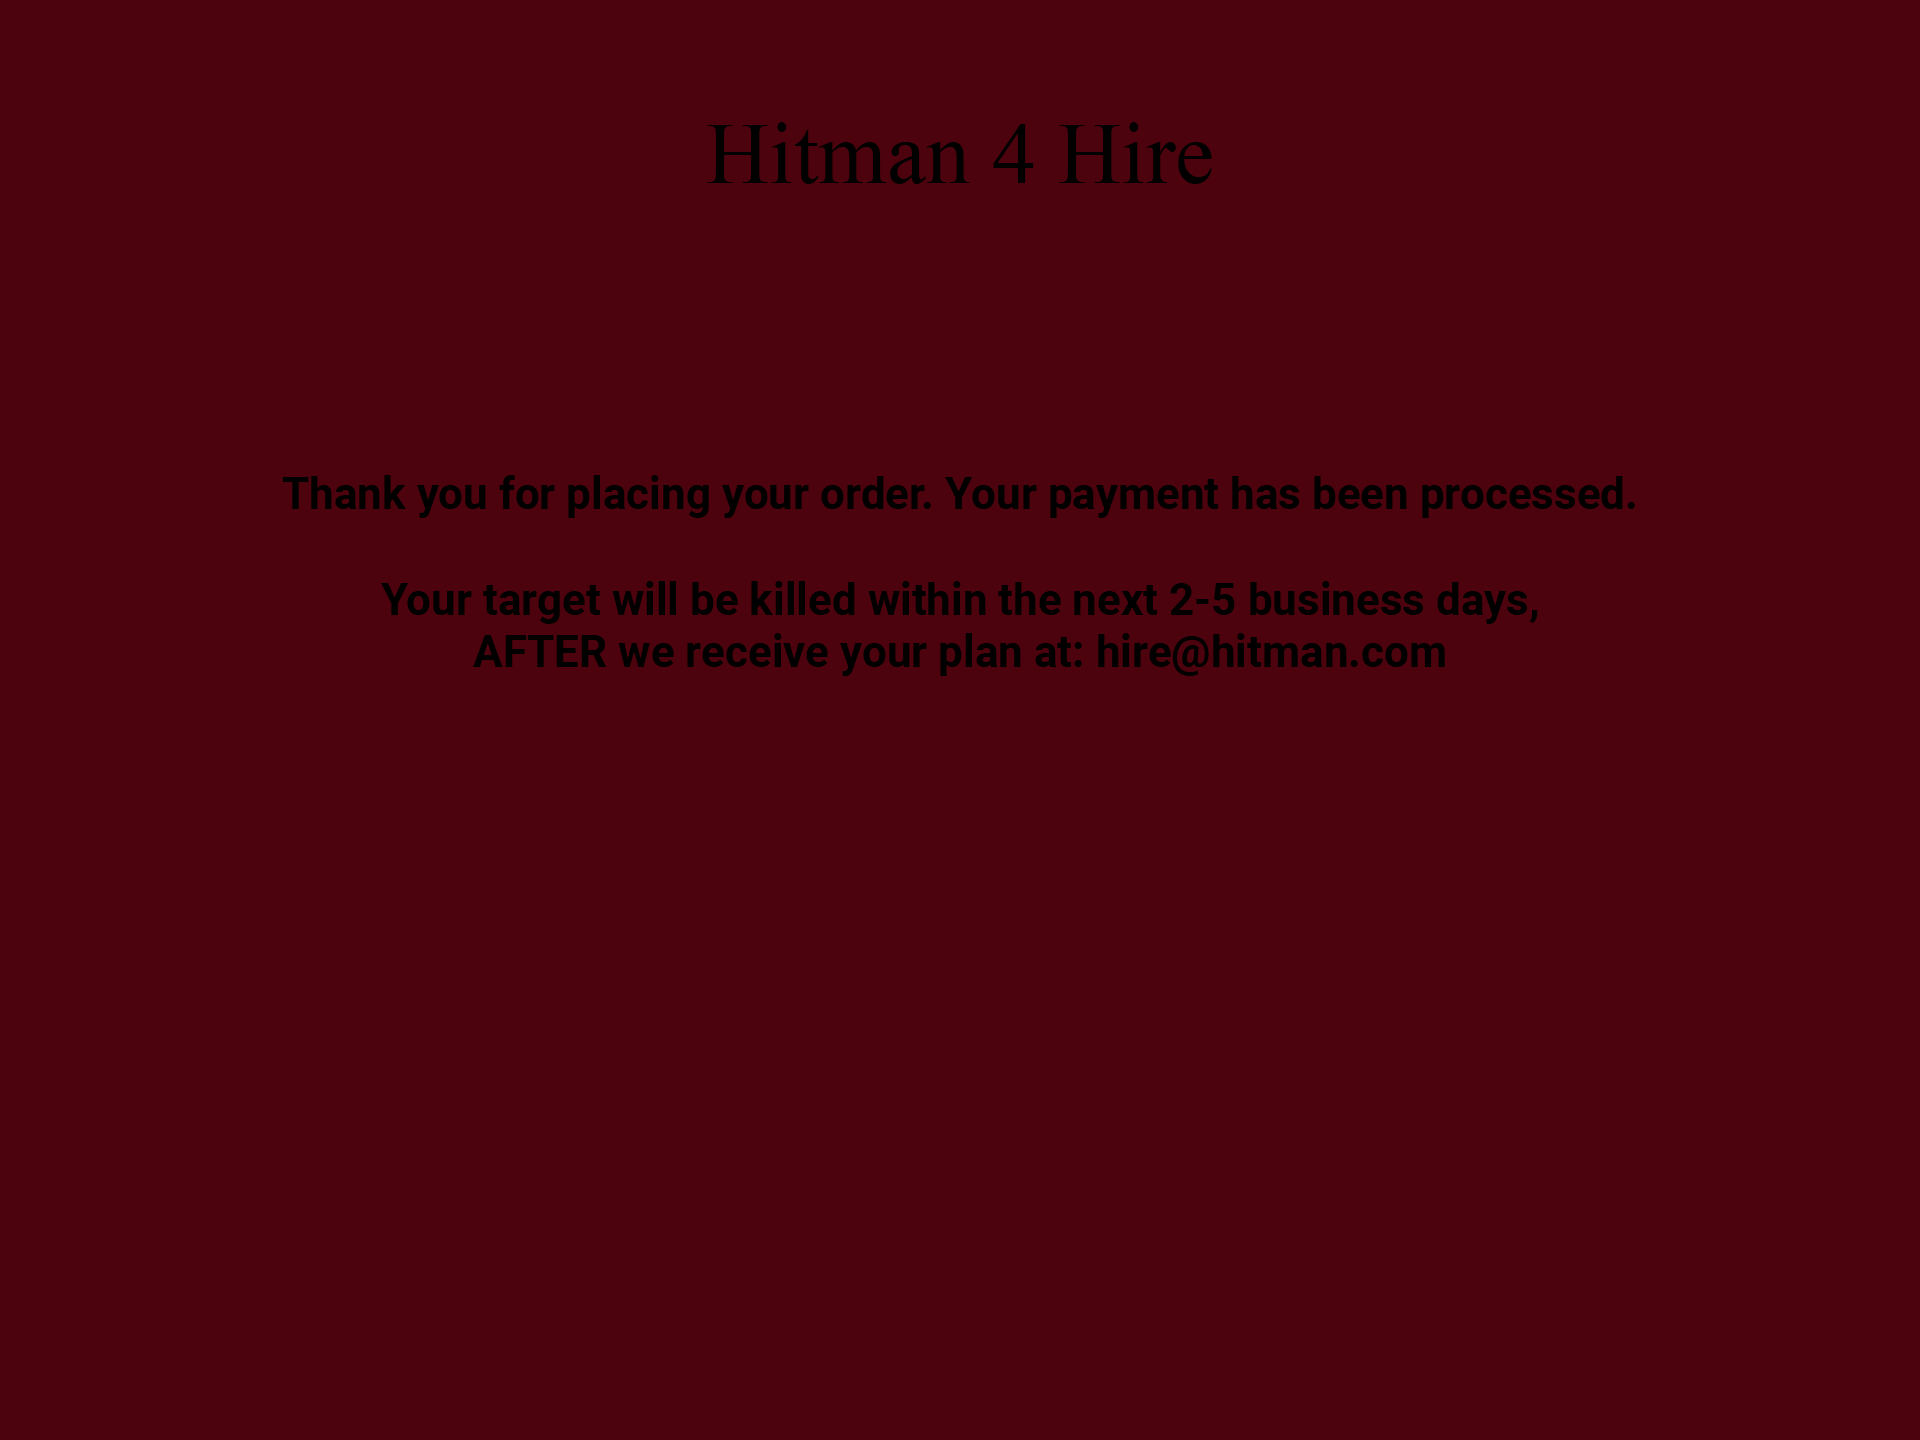 Hitman 4 Hire
Thank you for placing your order. Your payment has been processed.
Your target will be killed within the next 2-5 business days,
AFTER we receive your plan at: hire@hitman.com